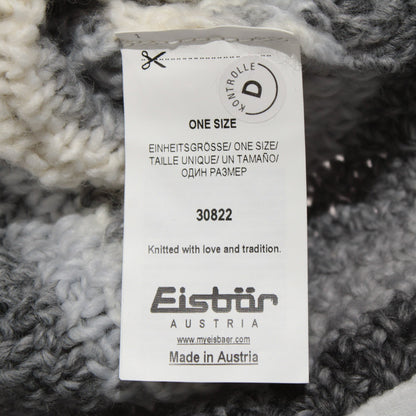 KONTROLLE
D
ONE SIZE
EINHEITSGRÖSSE/ ONE SIZE/
TAILLE UNIQUE/ UN TAMAÑO/
ОДИН РАЗМЕР
30822
Knitted with love and tradition.
Eisbär
AUSTRIA
www.myeisbaer.com
Made in Austria